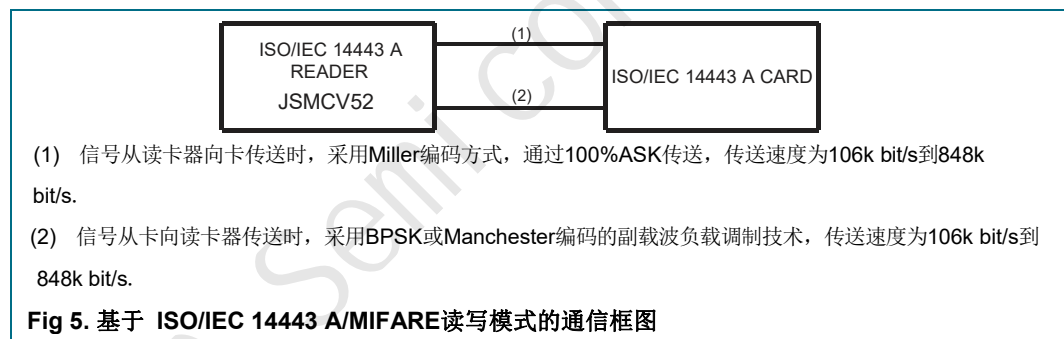 ISO/IEC 14443 A
READER
JSMCV52
(1)
(2)
ISO/IEC 14443 A CARD
(1) 信号从读卡器向卡传送时，采用Miller编码方式，通过100%ASK传送，传送速度为106k bit/s到848k
bit/s.
(2) 信号从卡向读卡器传送时，采用BPSK或Manchester编码的副载波负载调制技术，传送速度为106k bit/s到
848k bit/s.
Fig 5. 基于 ISO/IEC 14443 A/MIFARE读写模式的通信框图
Semi co